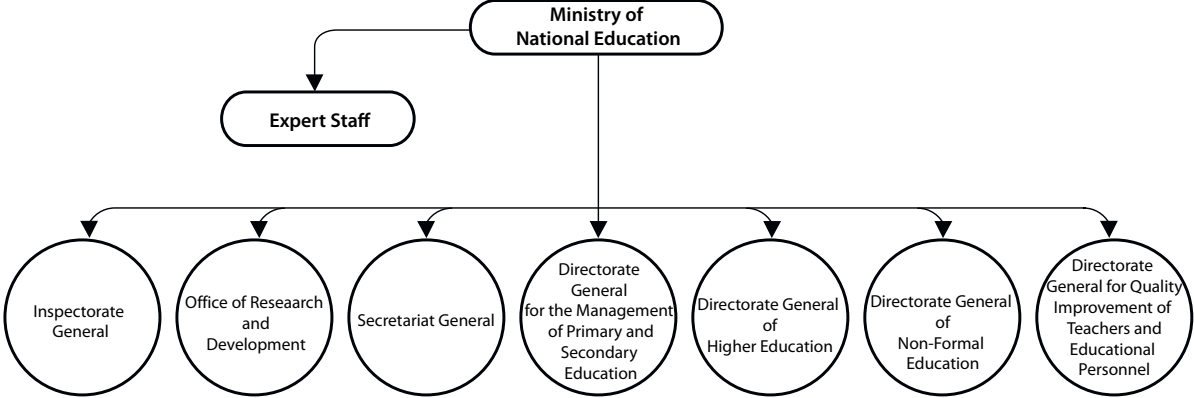 Ministry of
National Education
Expert Staff
Inspectorate
General
Office of Reseaarch
and
Development
Secretariat General
Directorate
General
for the Management
of Primary and
Secondary
Education
Directorate General
of
Higher Education
Directorate General
of
Non-Formal
Education
Directorate
General for Quality
Improvement of
Teachers and
Educational
Personnel